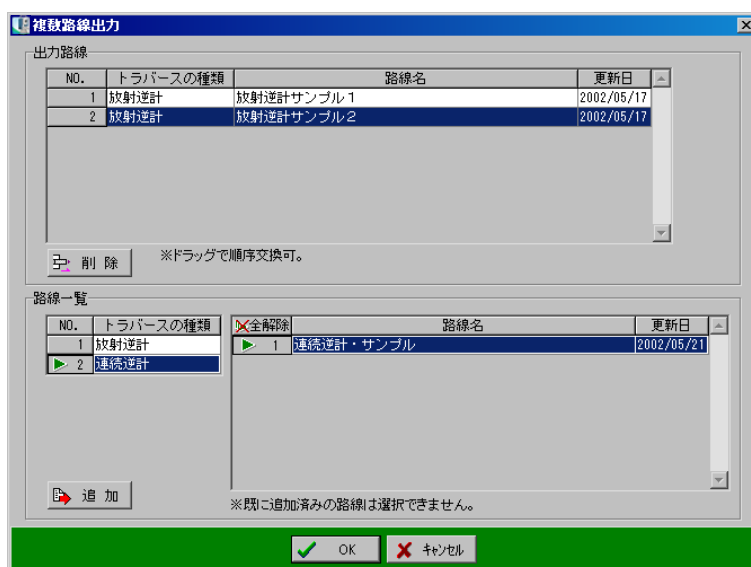 複数路線出力
出力路線
NO. トラバースの種類 路線名 更新日
1 放射逆計 放射逆計サンプル1 2002/05/17
2 放射逆計 放射逆計サンプル2 2002/05/17
削 除 ※ドラッグで順序交換可。
路線一覧
NO. トラバースの種類
1 放射逆計
2 連続逆計
全解除 路線名 更新日
1 連続逆計・サンプル 2002/05/21
追 加
※既に追加済みの路線は選択できません。
OK キャンセル